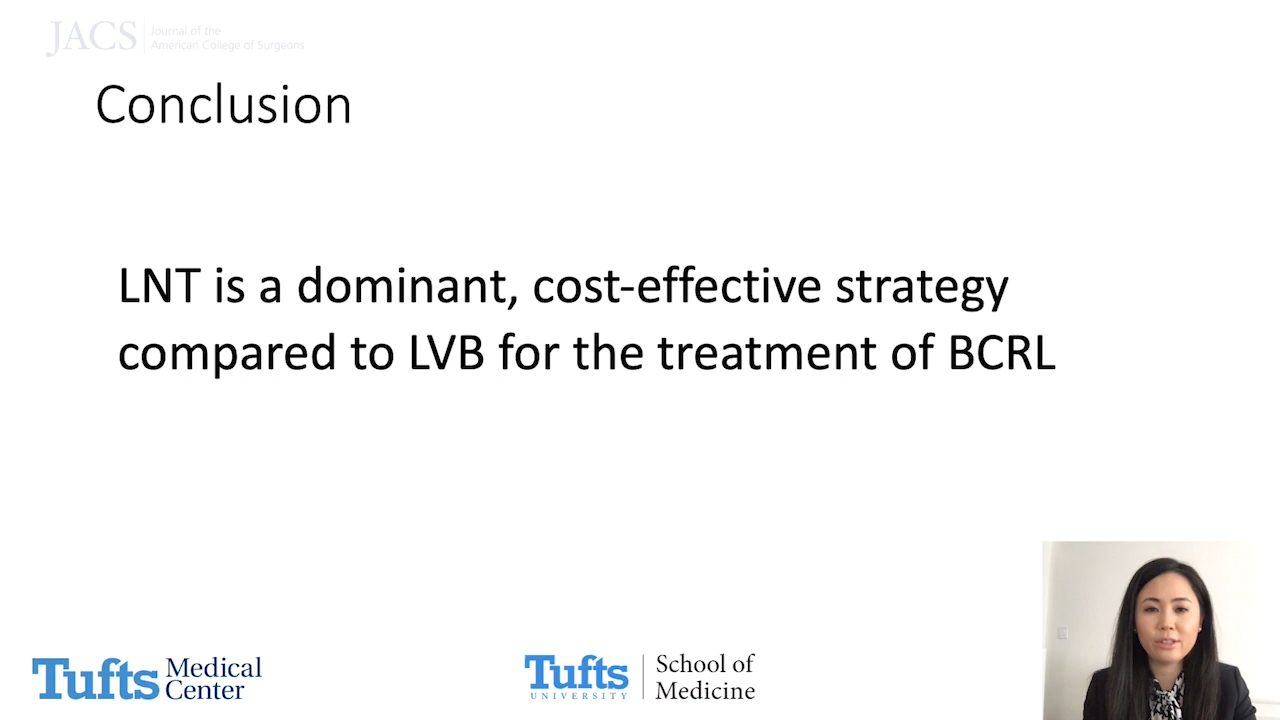 JACS
Journal of the
American College of Surgeons
Conclusion
LNT is a dominant, cost-effective strategy
compared to LVB for the treatment of BCRL
Tufts Medical
Center
Tufts
UNIVERSITY
School of
Medicine